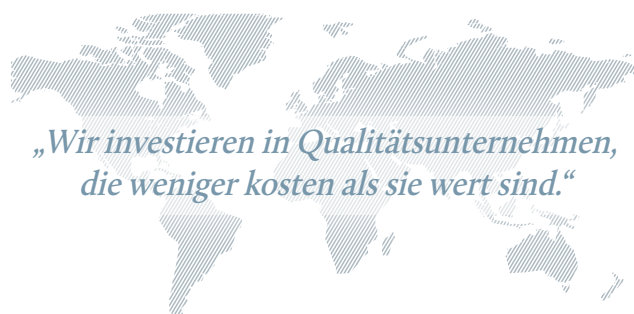 „Wir investieren in Qualitätsunternehmen,
die weniger kosten als sie wert sind.“